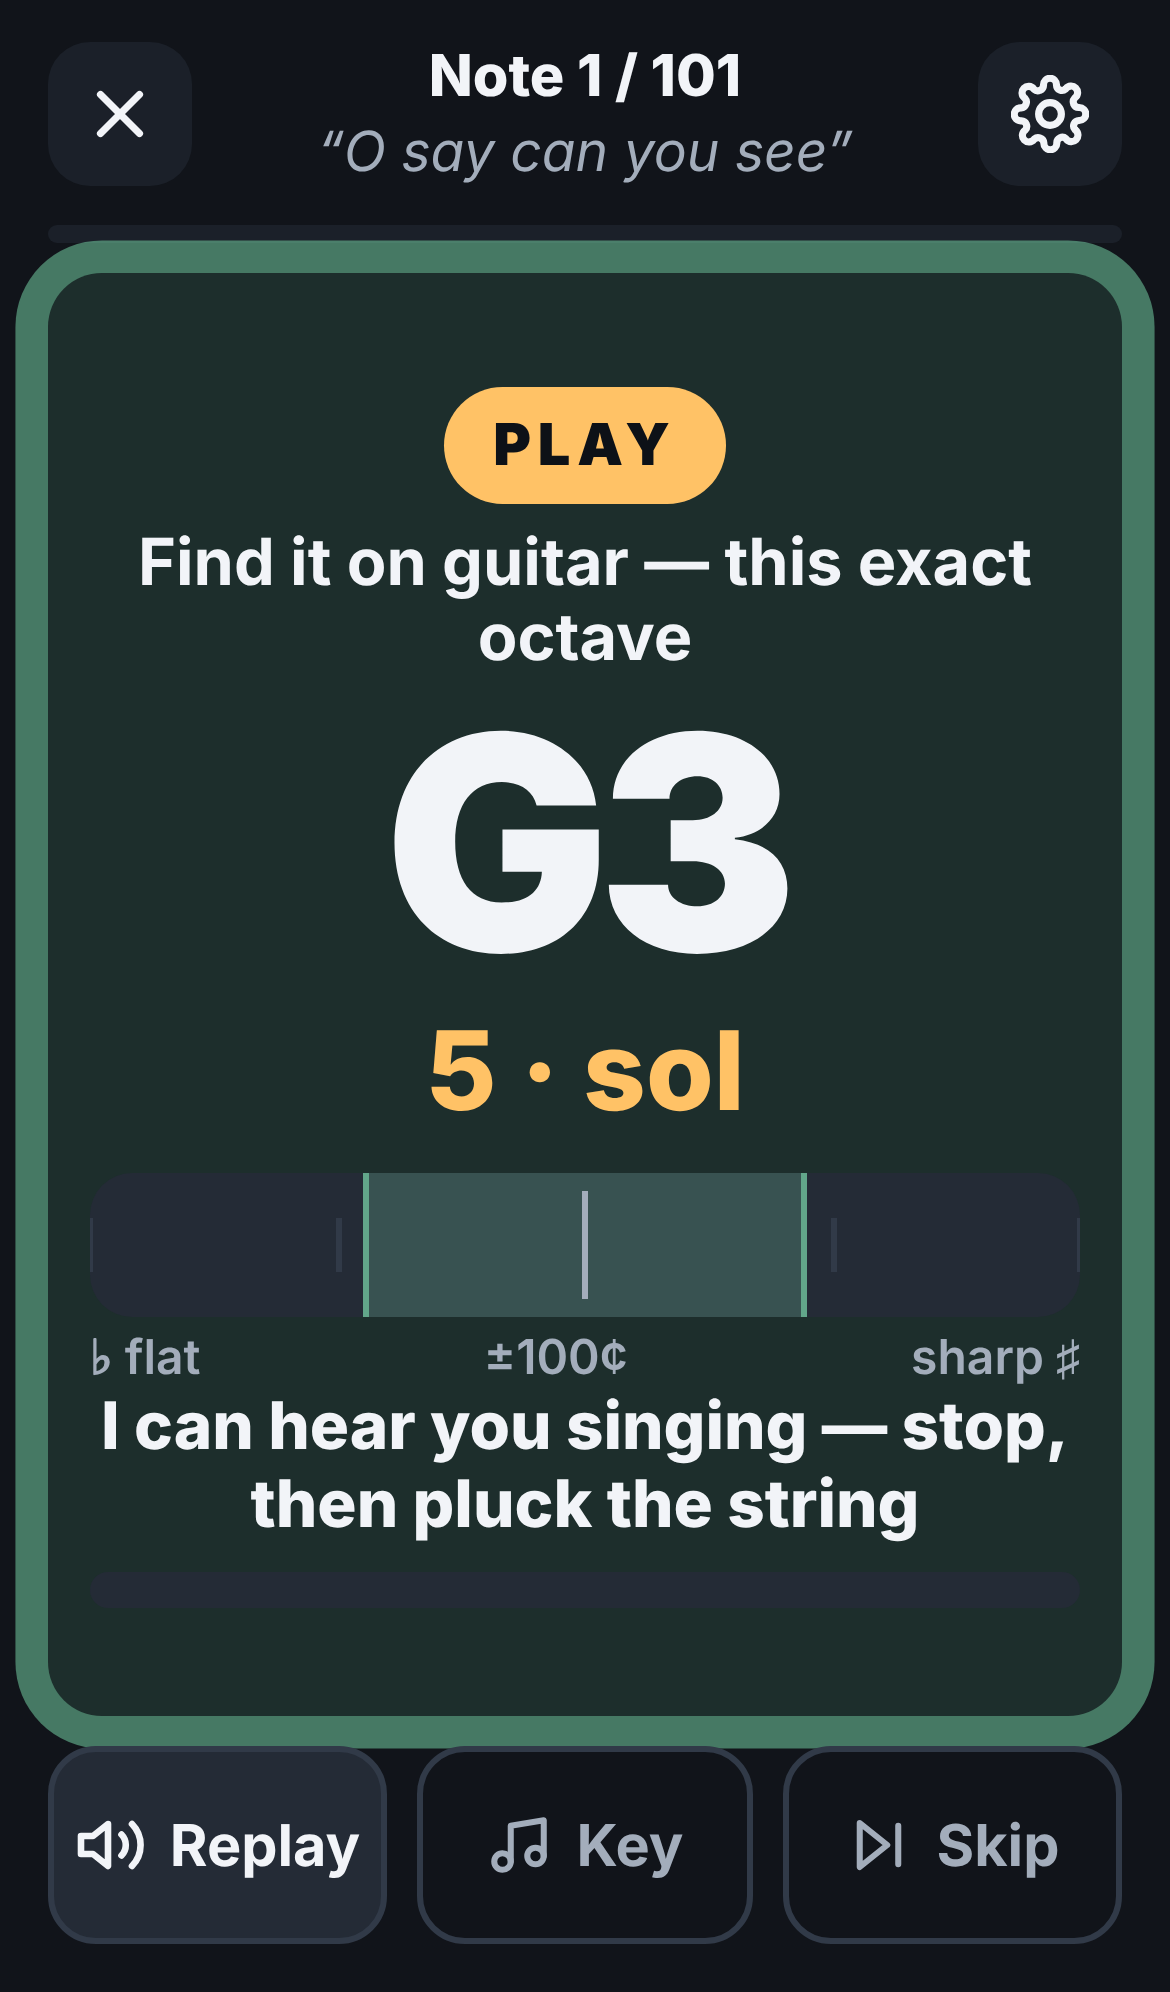 Note 1 / 101
“O say can you see”
PLAY
Find it on guitar — this exact
octave
G3
5 · sol
♭ flat ±100¢ sharp ♯
I can hear you singing — stop,
then pluck the string
Replay Key Skip